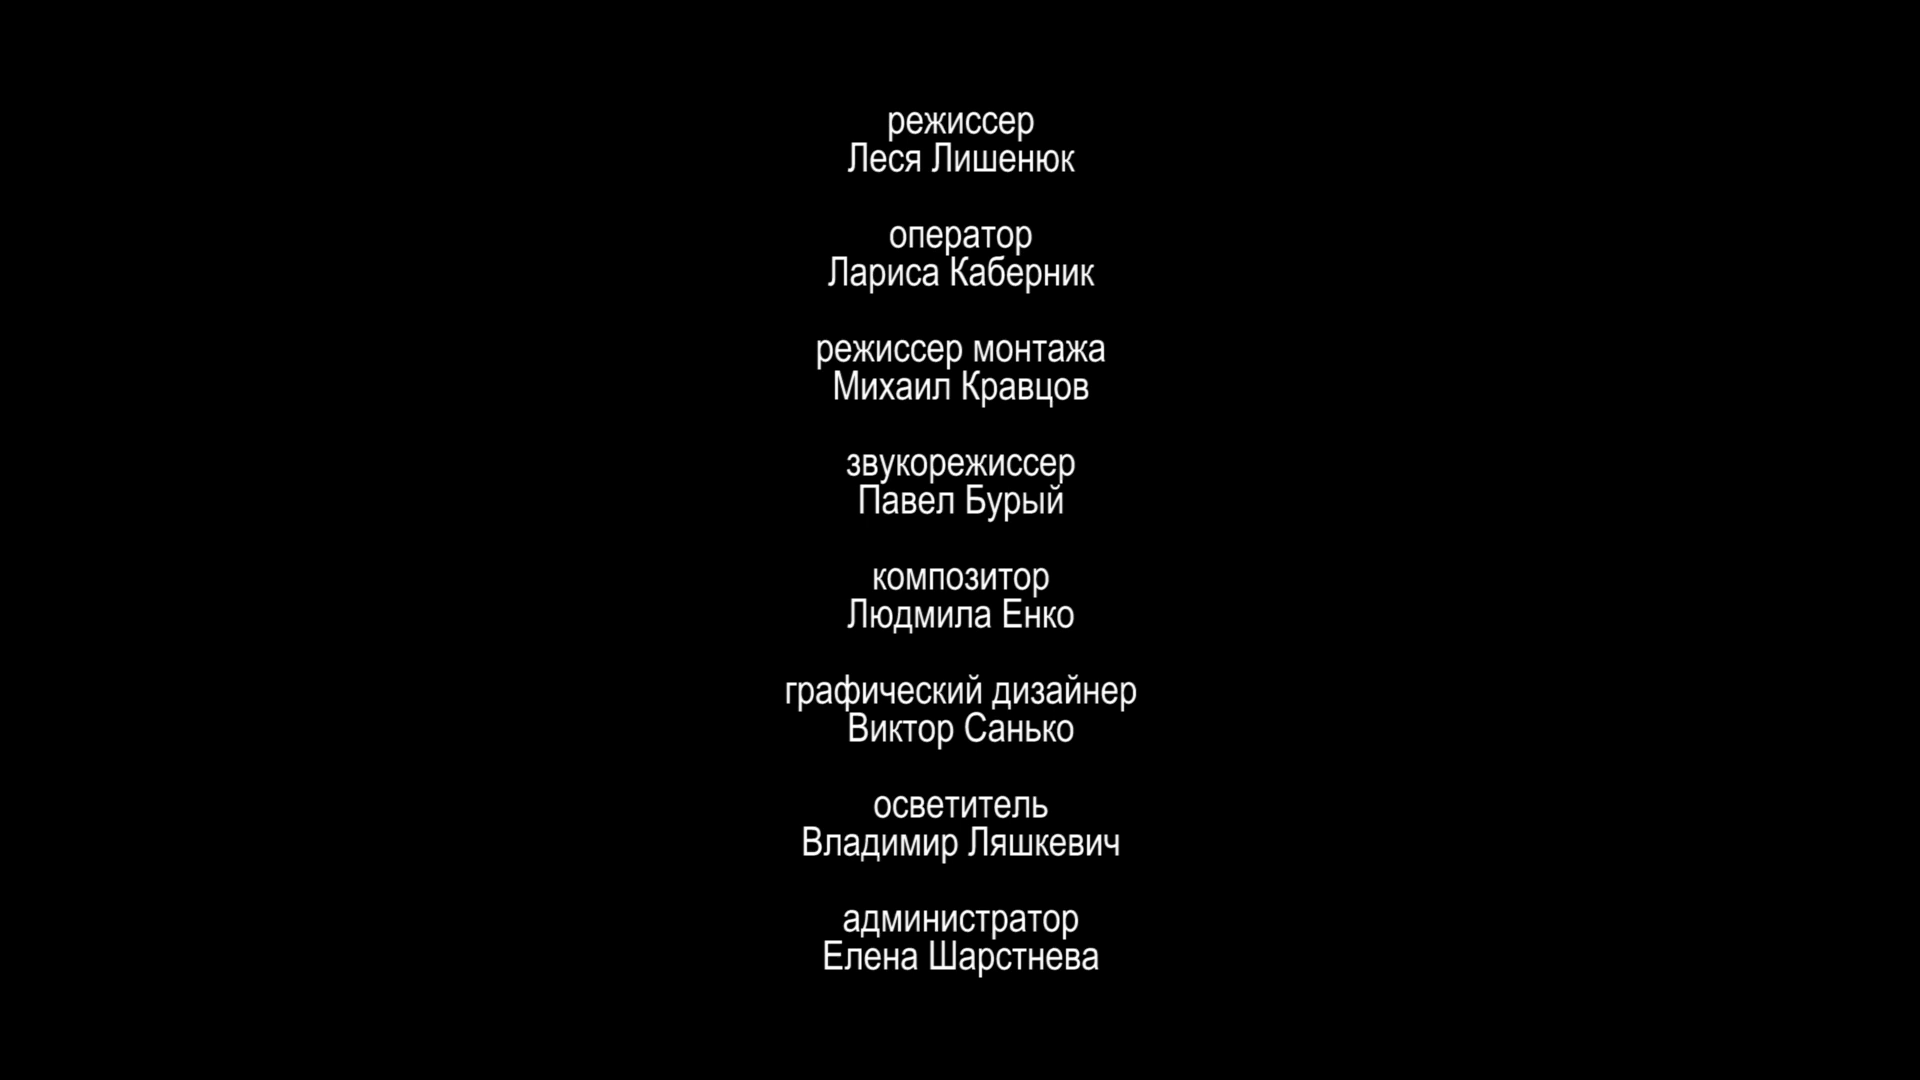 режиссер
Леся Лишенюк
оператор
Лариса Каберник
режиссер монтажа
Михаил Кравцов
звукорежиссер
Павел Бурый
композитор
Людмила Енко
графический дизайнер
Виктор Санько
осветитель
Владимир Ляшкевич
администратор
Елена Шарстнева